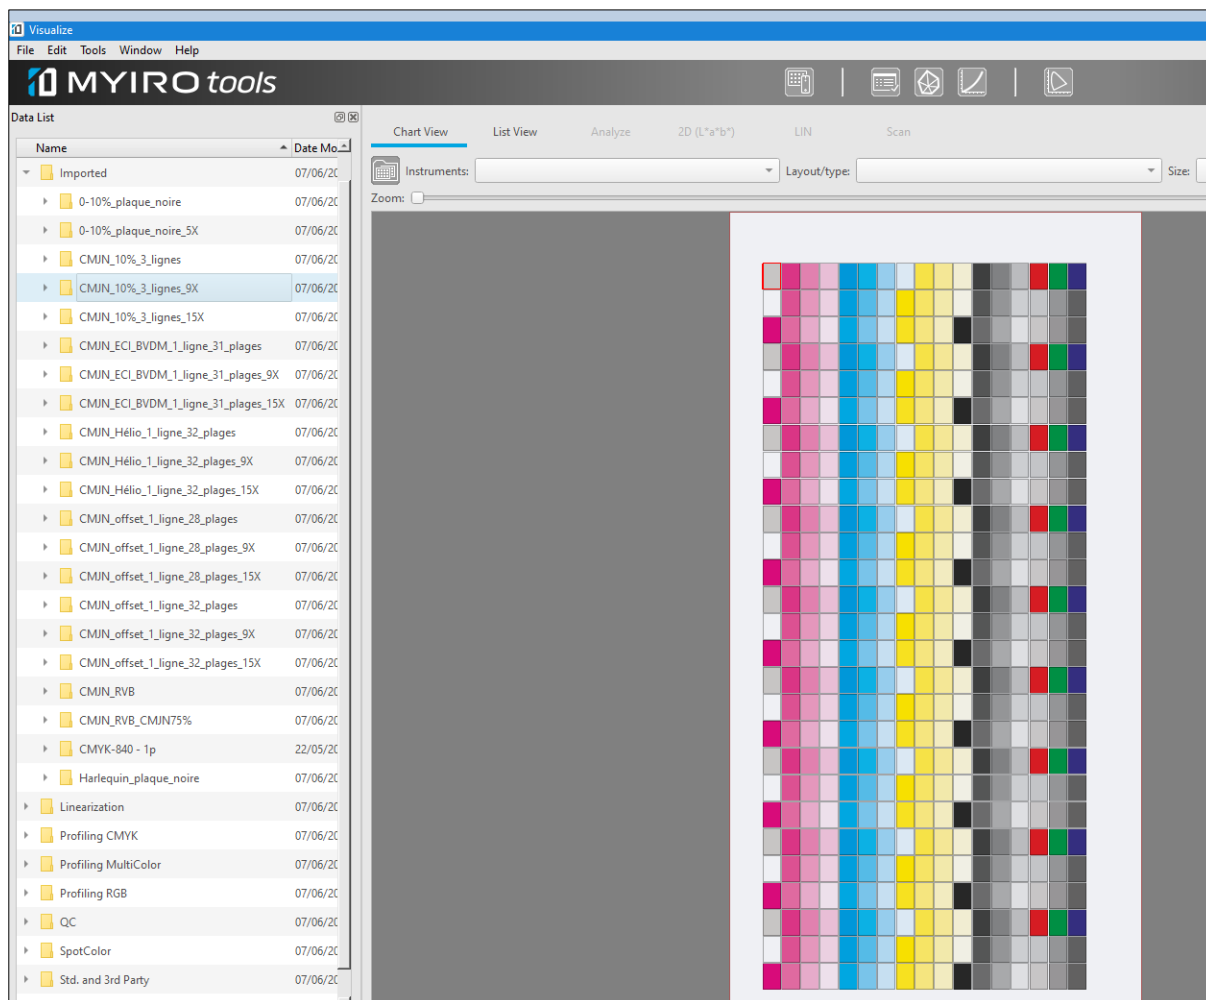 Visualize
File Edit Tools Window Help
MYIRO tools
Data List
Chart View List View Analyze 2D (L*a*b*) LIN Scan
Name Date Mo
Instruments: Layout/type: Size:
Zoom:
Imported 07/06/20
0-10%_plaque_noire 07/06/20
0-10%_plaque_noire_5X 07/06/20
CMJN_10%_3_lignes 07/06/20
CMJN_10%_3_lignes_9X 07/06/20
CMJN_10%_3_lignes_15X 07/06/20
CMJN_ECI_BVDM_1_ligne_31_plages 07/06/20
CMJN_ECI_BVDM_1_ligne_31_plages_9X 07/06/20
CMJN_ECI_BVDM_1_ligne_31_plages_15X 07/06/20
CMJN_Hélio_1_ligne_32_plages 07/06/20
CMJN_Hélio_1_ligne_32_plages_9X 07/06/20
CMJN_Hélio_1_ligne_32_plages_15X 07/06/20
CMJN_offset_1_ligne_28_plages 07/06/20
CMJN_offset_1_ligne_28_plages_9X 07/06/20
CMJN_offset_1_ligne_28_plages_15X 07/06/20
CMJN_offset_1_ligne_32_plages 07/06/20
CMJN_offset_1_ligne_32_plages_9X 07/06/20
CMJN_offset_1_ligne_32_plages_15X 07/06/20
CMJN_RVB 07/06/20
CMJN_RVB_CMJN75% 07/06/20
CMYK-840 - 1p 22/05/20
Harlequin_plaque_noire 07/06/20
Linearization 07/06/20
Profiling CMYK 07/06/20
Profiling MultiColor 07/06/20
Profiling RGB 07/06/20
QC 07/06/20
SpotColor 07/06/20
Std. and 3rd Party 07/06/20